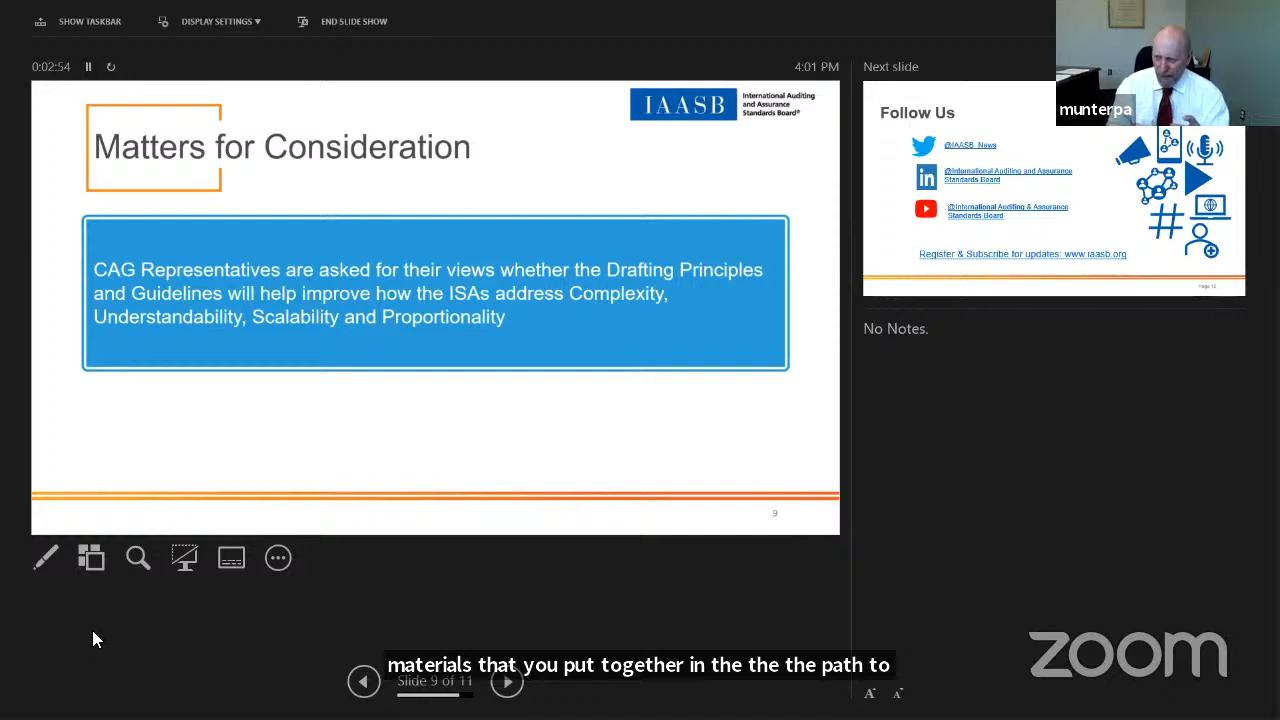 SHOW TASKBAR
DISPLAY SETTINGS
END SLIDE SHOW
0:02:54
4:01 PM
Matters for Consideration
IAASB
International Auditing
and Assurance
Standards Board®
CAG Representatives are asked for their views whether the Drafting Principles
and Guidelines will help improve how the ISAs address Complexity,
Understandability, Scalability and Proportionality
9
Next slide
munterpa
Follow Us
@IAASB_News
@International Auditing and Assurance
Standards Board
@International Auditing & Assurance
Standards Board
Register & Subscribe for updates: www.iaasb.org
Page 10
No Notes.
materials that you put together in the the the path to
Slide 9 of 11
zoom
A A